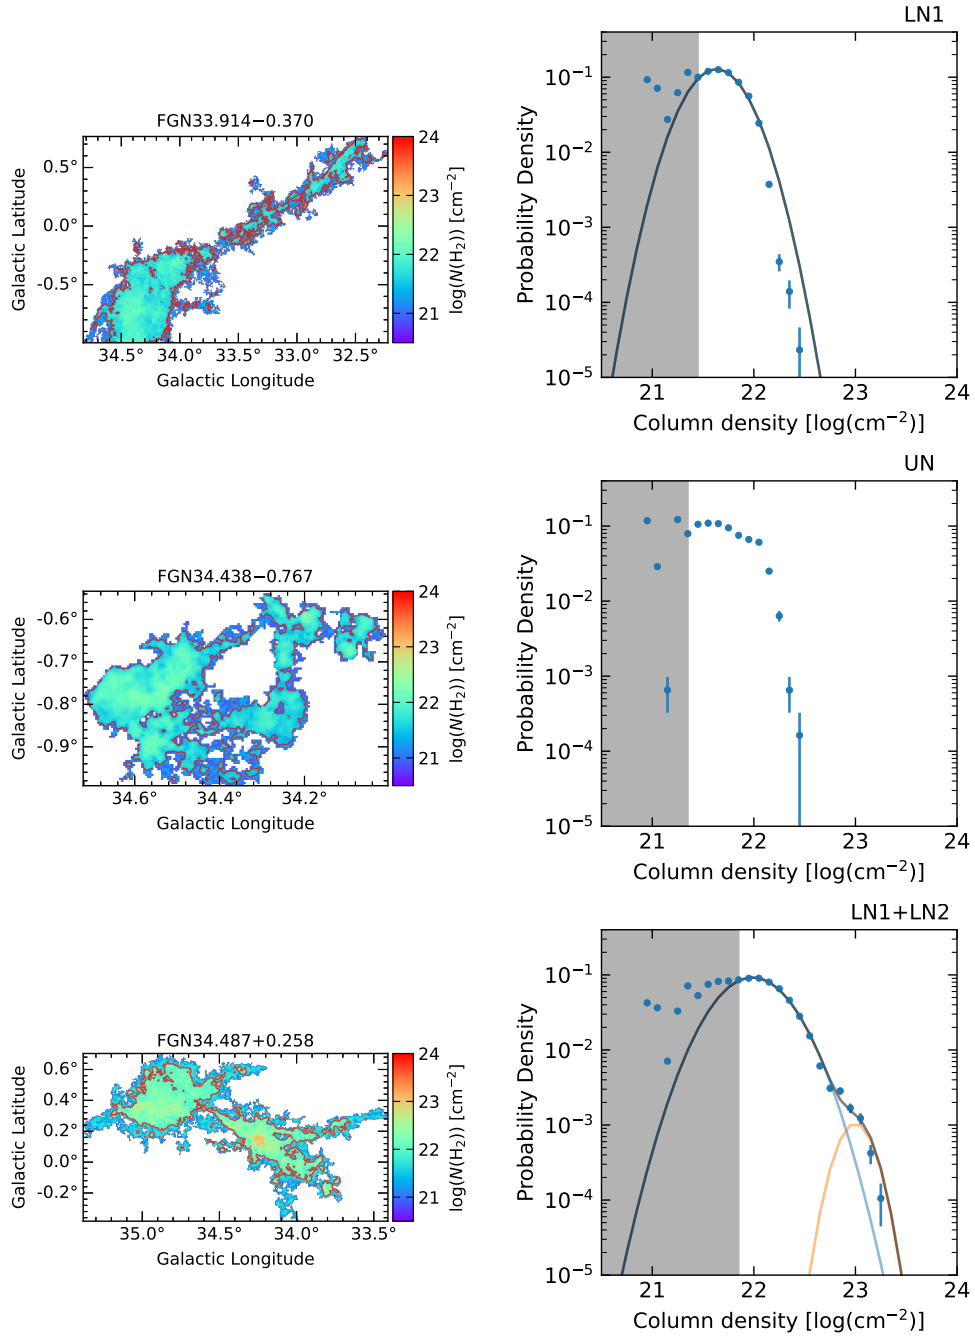 LN1
FGN33.914−0.370
0.5°
0.0°
-0.5°
34.5° 34.0° 33.5° 33.0° 32.5°
Galactic Longitude
Galactic Latitude
24
23
22
21
log(N(H₂)) [cm⁻²]
10⁻¹
10⁻²
10⁻³
10⁻⁴
10⁻⁵
Probability Density
21 22 23 24
Column density [log(cm⁻²)]
UN
FGN34.438−0.767
-0.6°
-0.7°
-0.8°
-0.9°
34.6° 34.4° 34.2°
Galactic Longitude
Galactic Latitude
24
23
22
21
log(N(H₂)) [cm⁻²]
10⁻¹
10⁻²
10⁻³
10⁻⁴
10⁻⁵
Probability Density
21 22 23 24
Column density [log(cm⁻²)]
LN1+LN2
FGN34.487+0.258
0.6°
0.4°
0.2°
0.0°
-0.2°
35.0° 34.5° 34.0° 33.5°
Galactic Longitude
Galactic Latitude
24
23
22
21
log(N(H₂)) [cm⁻²]
10⁻¹
10⁻²
10⁻³
10⁻⁴
10⁻⁵
Probability Density
21 22 23 24
Column density [log(cm⁻²)]